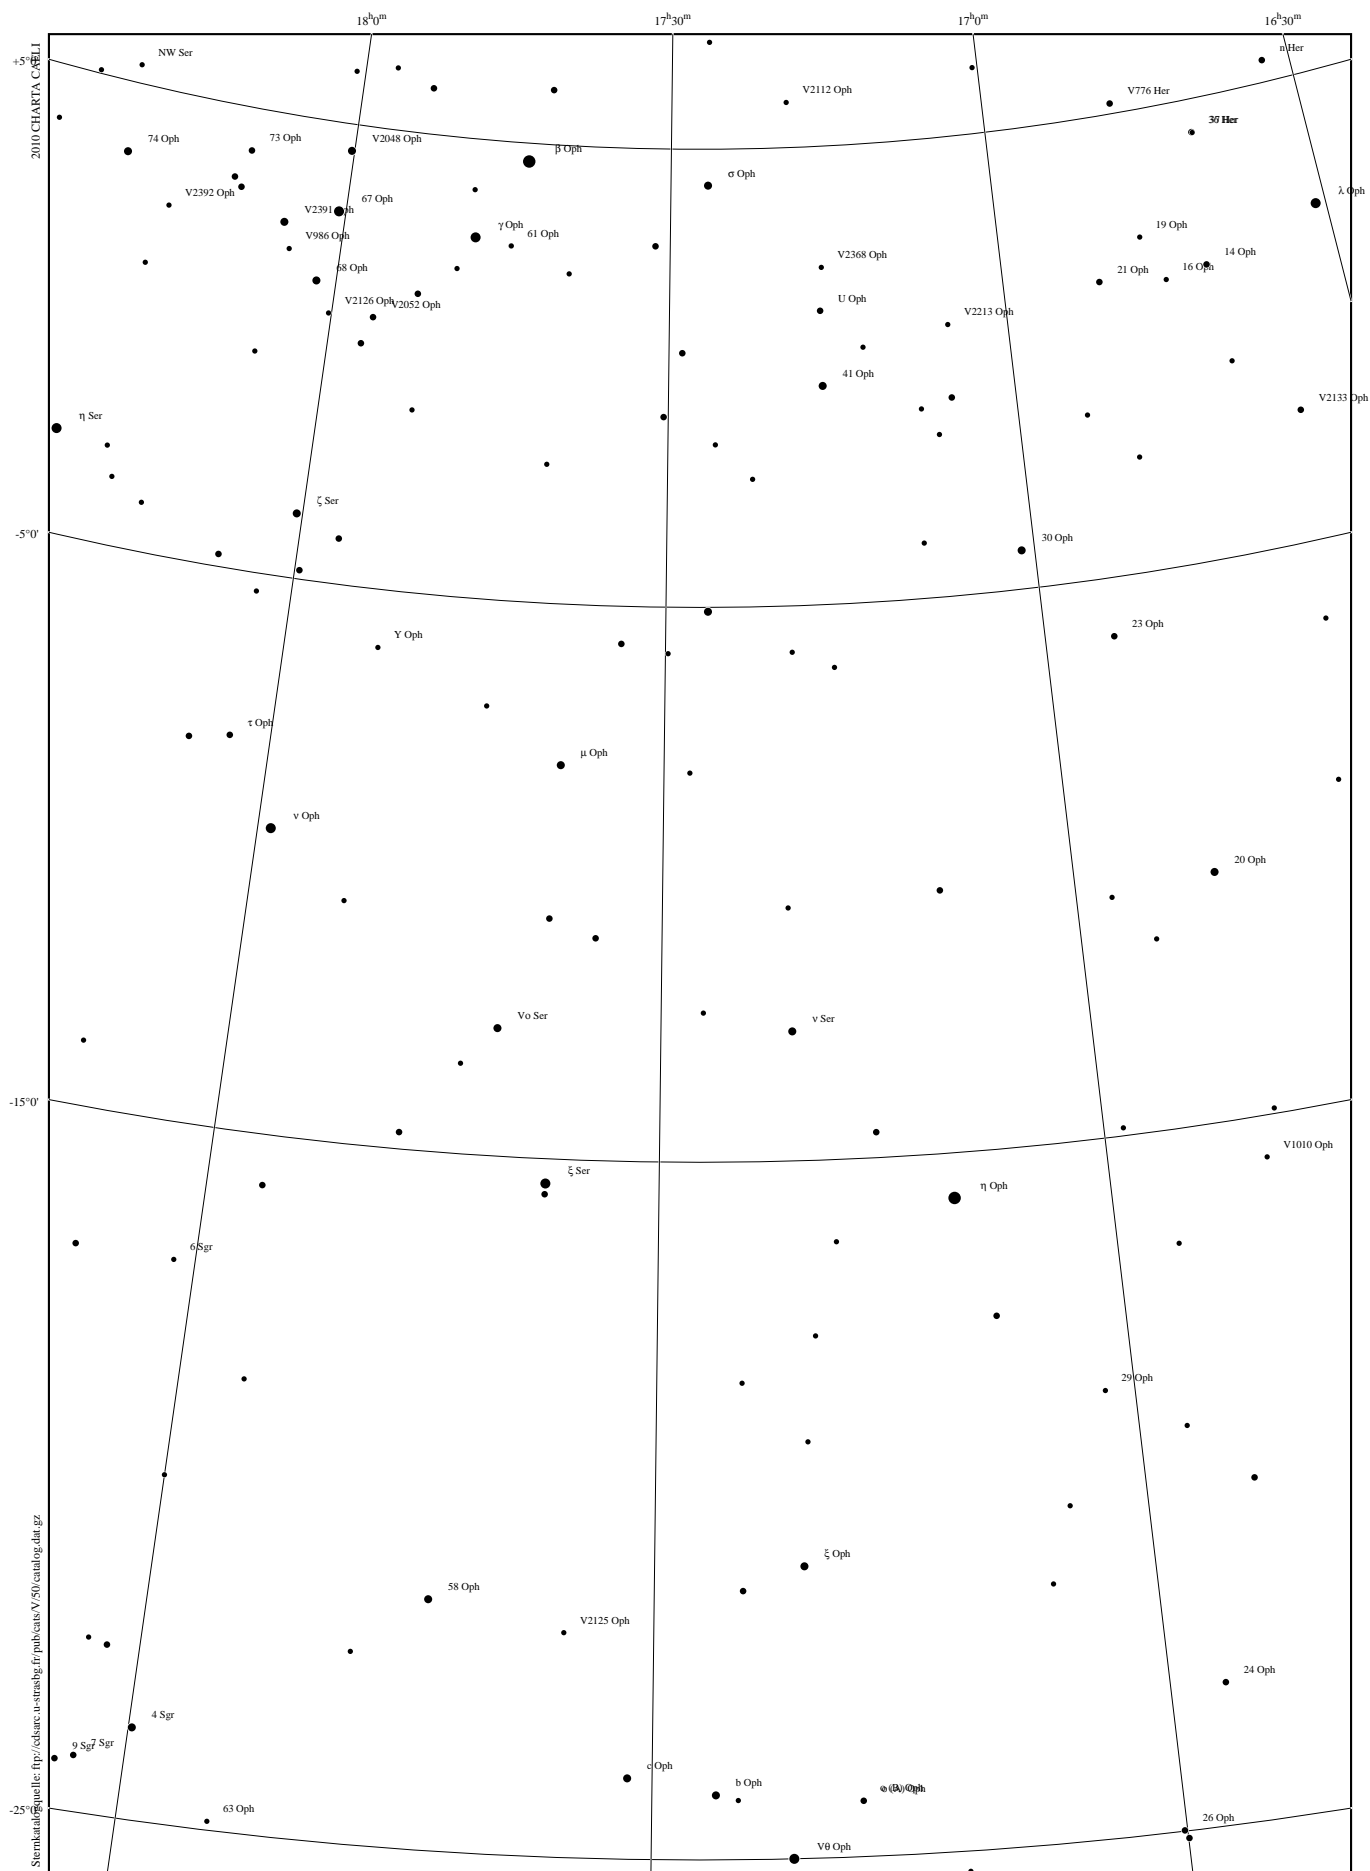 18h0m
17h30m
17h0m
16h30m
2010 CHARTA CAELI
+5°0'
NW Ser
n Her
V2112 Oph
V776 Her
74 Oph
73 Oph
V2048 Oph
β Oph
σ Oph
λ Oph
V2392 Oph
67 Oph
V2391 Oph
γ Oph
61 Oph
V986 Oph
19 Oph
14 Oph
V2368 Oph
68 Oph
21 Oph
16 Oph
V2126 Oph
V2052 Oph
U Oph
V2213 Oph
41 Oph
V2133 Oph
η Ser
ζ Ser
-5°0'
30 Oph
23 Oph
Y Oph
τ Oph
μ Oph
ν Oph
20 Oph
Vo Ser
ν Ser
-15°0'
V1010 Oph
ξ Ser
η Oph
6 Sgr
29 Oph
ξ Oph
58 Oph
V2125 Oph
24 Oph
4 Sgr
7 Sgr
9 Sgr
c Oph
b Oph
-25°0'
63 Oph
26 Oph
Vθ Oph
Sternkatalogquelle: ftp://cdsarc.u-strasbg.fr/pub/cats/V/50/catalog.dat.gz